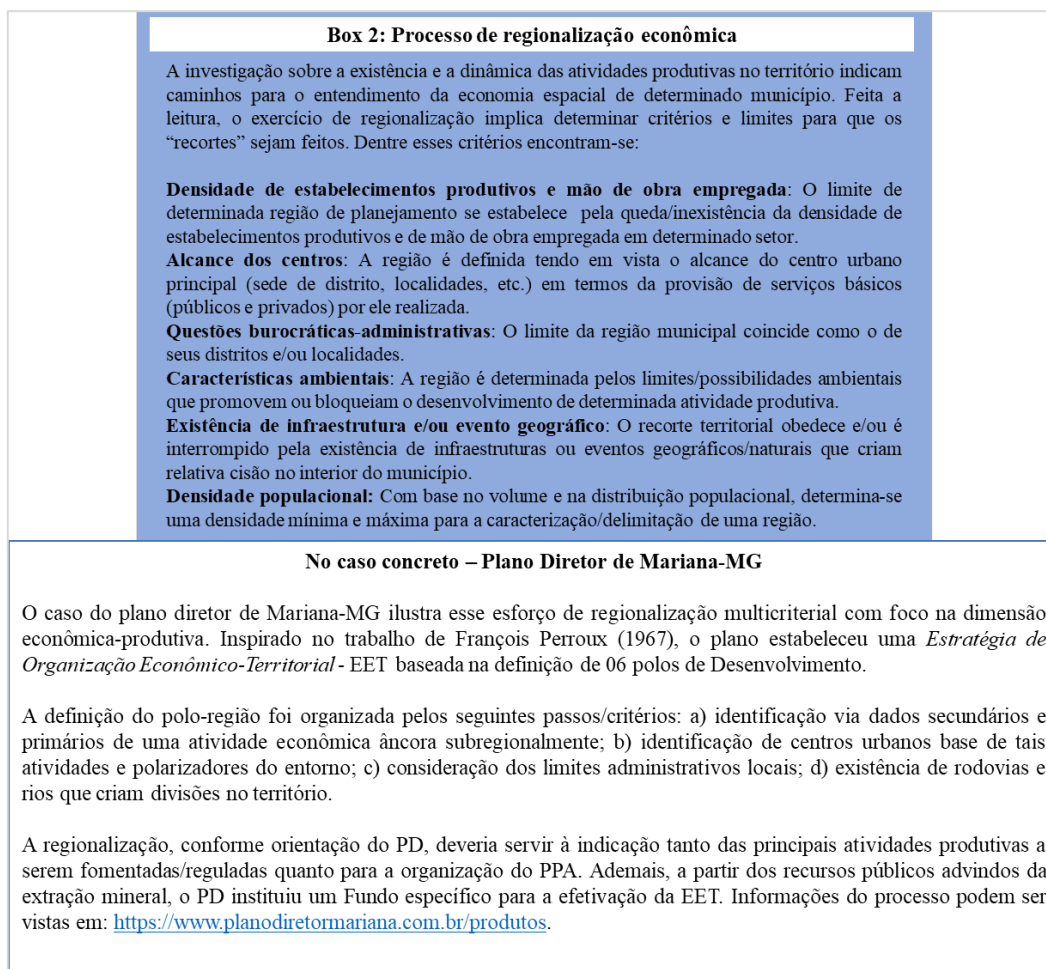 Box 2: Processo de regionalização econômica
A investigação sobre a existência e a dinâmica das atividades produtivas no território indicam
caminhos para o entendimento da economia espacial de determinado município. Feita a
leitura, o exercício de regionalização implica determinar critérios e limites para que os
“recortes” sejam feitos. Dentre esses critérios encontram-se:
Densidade de estabelecimentos produtivos e mão de obra empregada: O limite de
determinada região de planejamento se estabelece pela queda/inexistência da densidade de
estabelecimentos produtivos e de mão de obra empregada em determinado setor.
Alcance dos centros: A região é definida tendo em vista o alcance do centro urbano
principal (sede de distrito, localidades, etc.) em termos da provisão de serviços básicos
(públicos e privados) por ele realizada.
Questões burocráticas-administrativas: O limite da região municipal coincide como o de
seus distritos e/ou localidades.
Características ambientais: A região é determinada pelos limites/possibilidades ambientais
que promovem ou bloqueiam o desenvolvimento de determinada atividade produtiva.
Existência de infraestrutura e/ou evento geográfico: O recorte territorial obedece e/ou é
interrompido pela existência de infraestruturas ou eventos geográficos/naturais que criam
relativa cisão no interior do município.
Densidade populacional: Com base no volume e na distribuição populacional, determina-se
uma densidade mínima e máxima para a caracterização/delimitação de uma região.
No caso concreto – Plano Diretor de Mariana-MG
O caso do plano diretor de Mariana-MG ilustra esse esforço de regionalização multicriterial com foco na dimensão
econômica-produtiva. Inspirado no trabalho de François Perroux (1967), o plano estabeleceu uma Estratégia de
Organização Econômico-Territorial - EET baseada na definição de 06 polos de Desenvolvimento.
A definição do polo-região foi organizada pelos seguintes passos/critérios: a) identificação via dados secundários e
primários de uma atividade econômica âncora subregionalmente; b) identificação de centros urbanos base de tais
atividades e polarizadores do entorno; c) consideração dos limites administrativos locais; d) existência de rodovias e
rios que criam divisões no território.
A regionalização, conforme orientação do PD, deveria servir à indicação tanto das principais atividades produtivas a
serem fomentadas/reguladas quanto para a organização do PPA. Ademais, a partir dos recursos públicos advindos da
extração mineral, o PD instituiu um Fundo específico para a efetivação da EET. Informações do processo podem ser
vistas em: https://www.planodiretormariana.com.br/produtos.